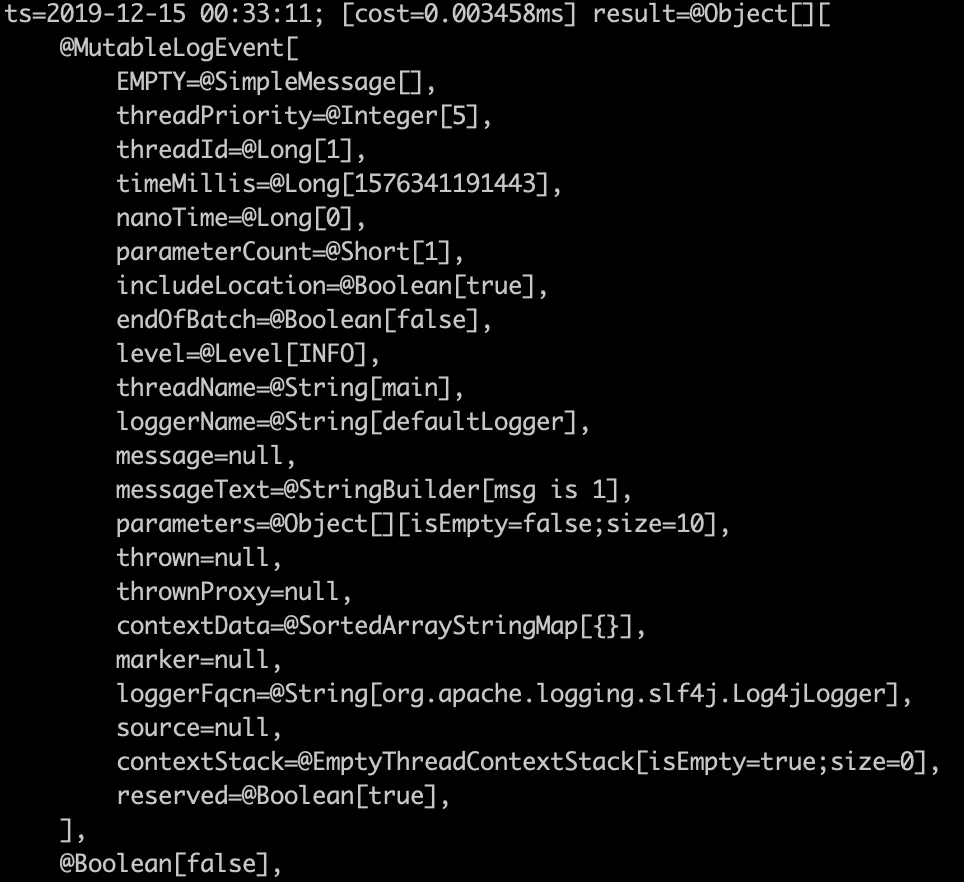 ts=2019-12-15 00:33:11; [cost=0.003458ms] result=@Object[][
    @MutableLogEvent[
        EMPTY=@SimpleMessage[],
        threadPriority=@Integer[5],
        threadId=@Long[1],
        timeMillis=@Long[1576341191443],
        nanoTime=@Long[0],
        parameterCount=@Short[1],
        includeLocation=@Boolean[true],
        endOfBatch=@Boolean[false],
        level=@Level[INFO],
        threadName=@String[main],
        loggerName=@String[defaultLogger],
        message=null,
        messageText=@StringBuilder[msg is 1],
        parameters=@Object[][isEmpty=false;size=10],
        thrown=null,
        thrownProxy=null,
        contextData=@SortedArrayStringMap[{}],
        marker=null,
        loggerFqcn=@String[org.apache.logging.slf4j.Log4jLogger],
        source=null,
        contextStack=@EmptyThreadContextStack[isEmpty=true;size=0],
        reserved=@Boolean[true],
    ],
    @Boolean[false],